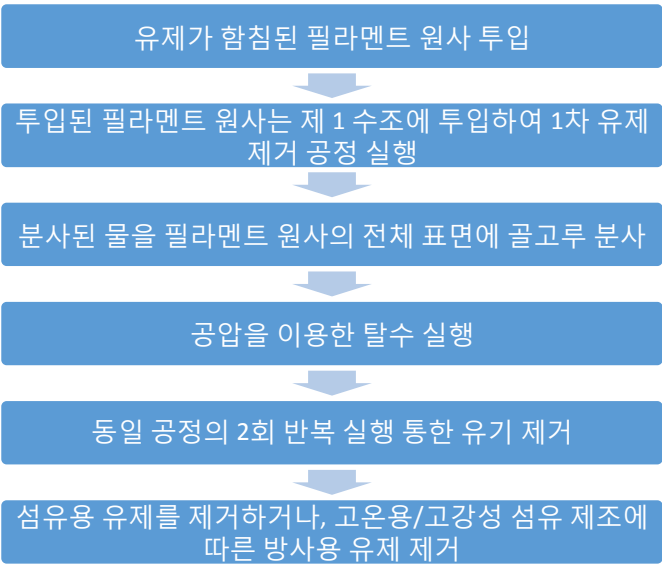 유제가 함침된 필라멘트 원사 투입
투입된 필라멘트 원사는 제 1 수조에 투입하여 1차 유제
제거 공정 실행
분사된 물을 필라멘트 원사의 전체 표면에 골고루 분사
공압을 이용한 탈수 실행
동일 공정의 2회 반복 실행 통한 유기 제거
섬유용 유제를 제거하거나, 고온용/고강성 섬유 제조에
따른 방사용 유제 제거